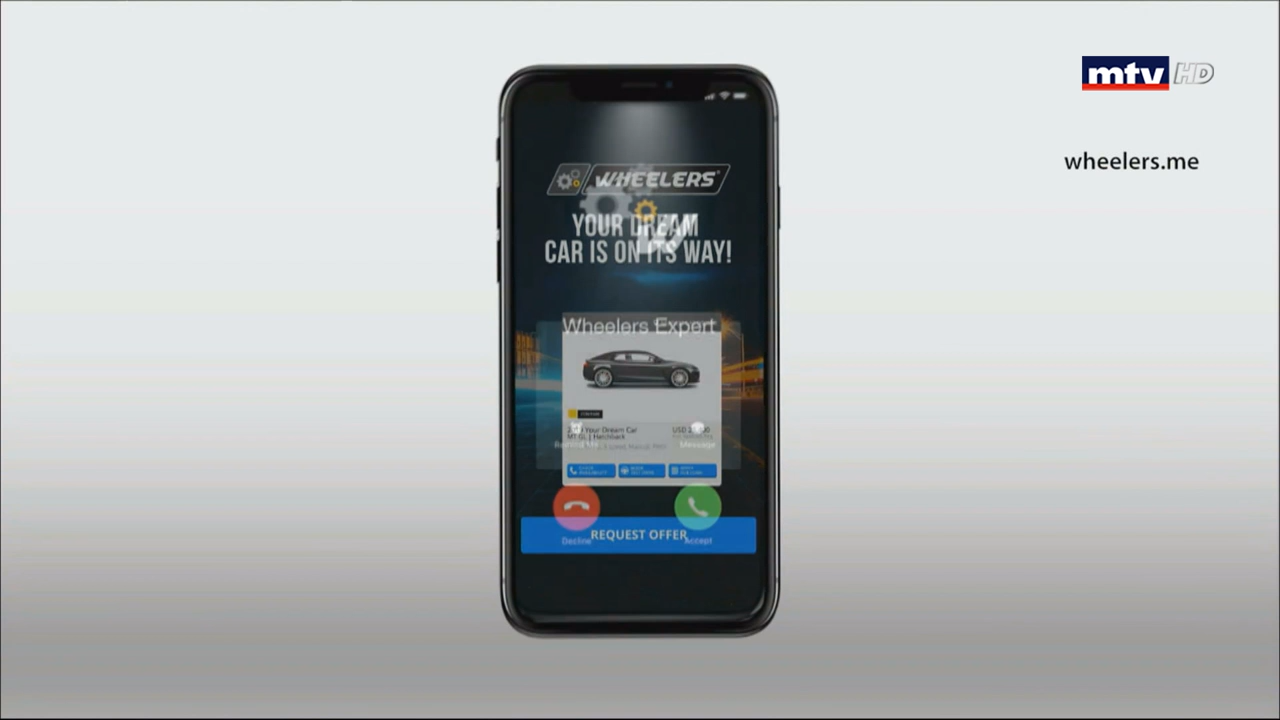 mtv HD
wheelers.me
WHEELERS
YOUR DREAM
CAR IS ON ITS WAY!
Wheelers Expert
Your Dream Car
USD
Hatchback
Message
REQUEST OFFER
Decline
Accept